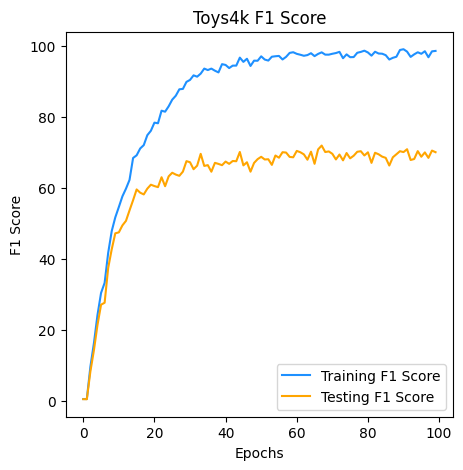 Toys4k F1 Score
100
80
60
40
20
0
F1 Score
0 20 40 60 80 100
Epochs
Training F1 Score
Testing F1 Score